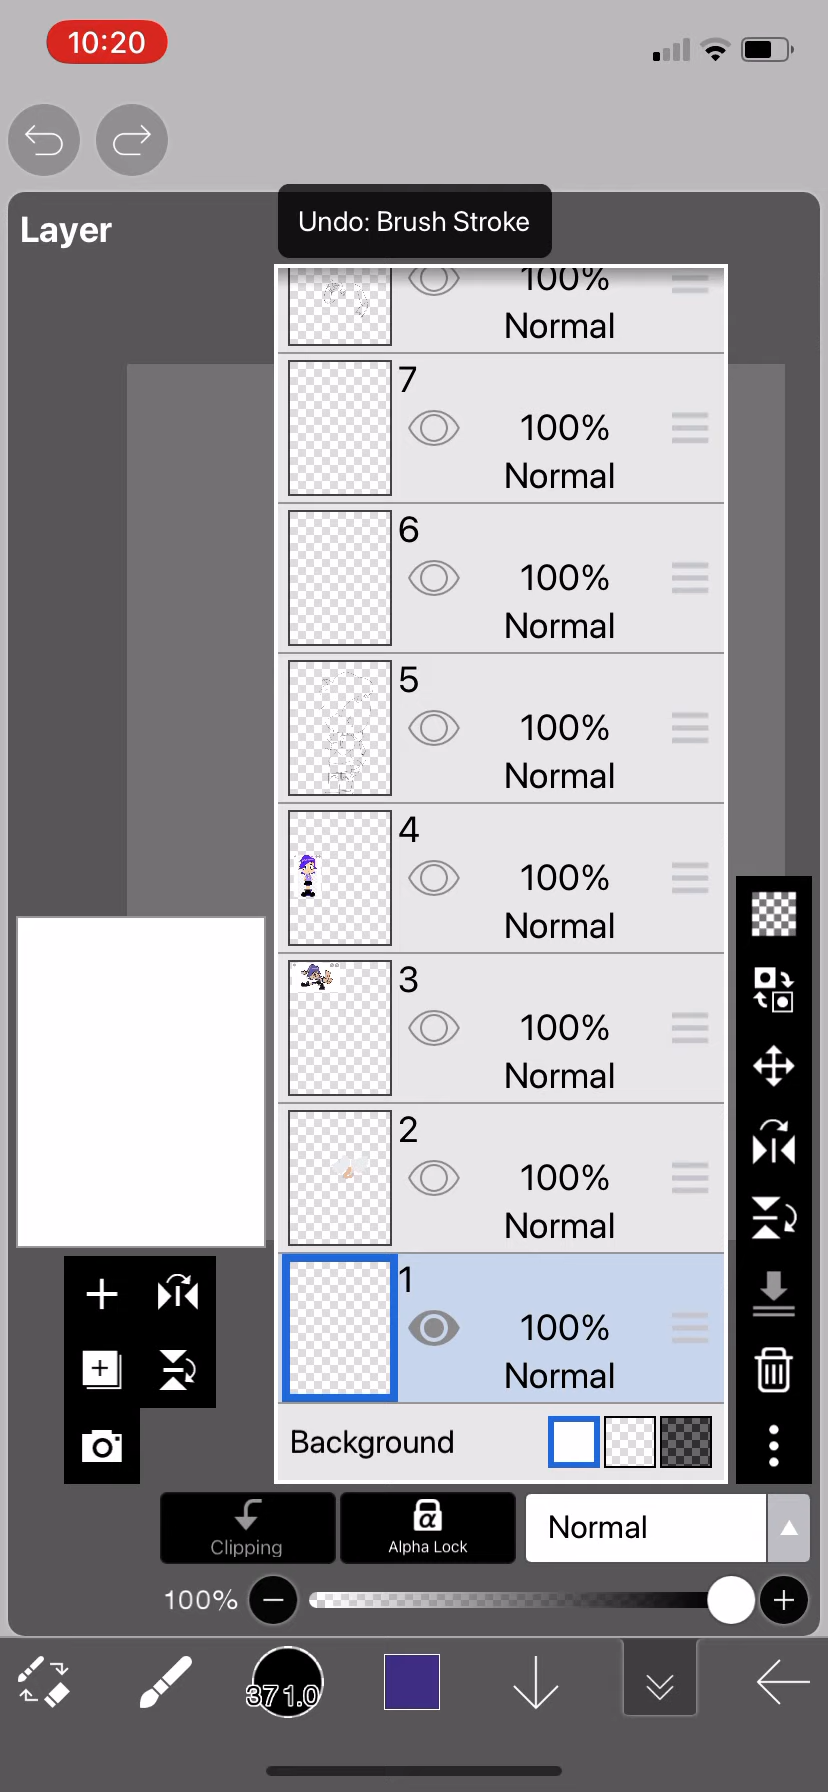 10:20
Undo: Brush Stroke
Layer
100%
Normal
7
100%
Normal
6
100%
Normal
5
100%
Normal
4
100%
Normal
3
100%
Normal
2
100%
Normal
1
100%
Normal
Background
Clipping
α
Alpha Lock
Normal
100%
371.0